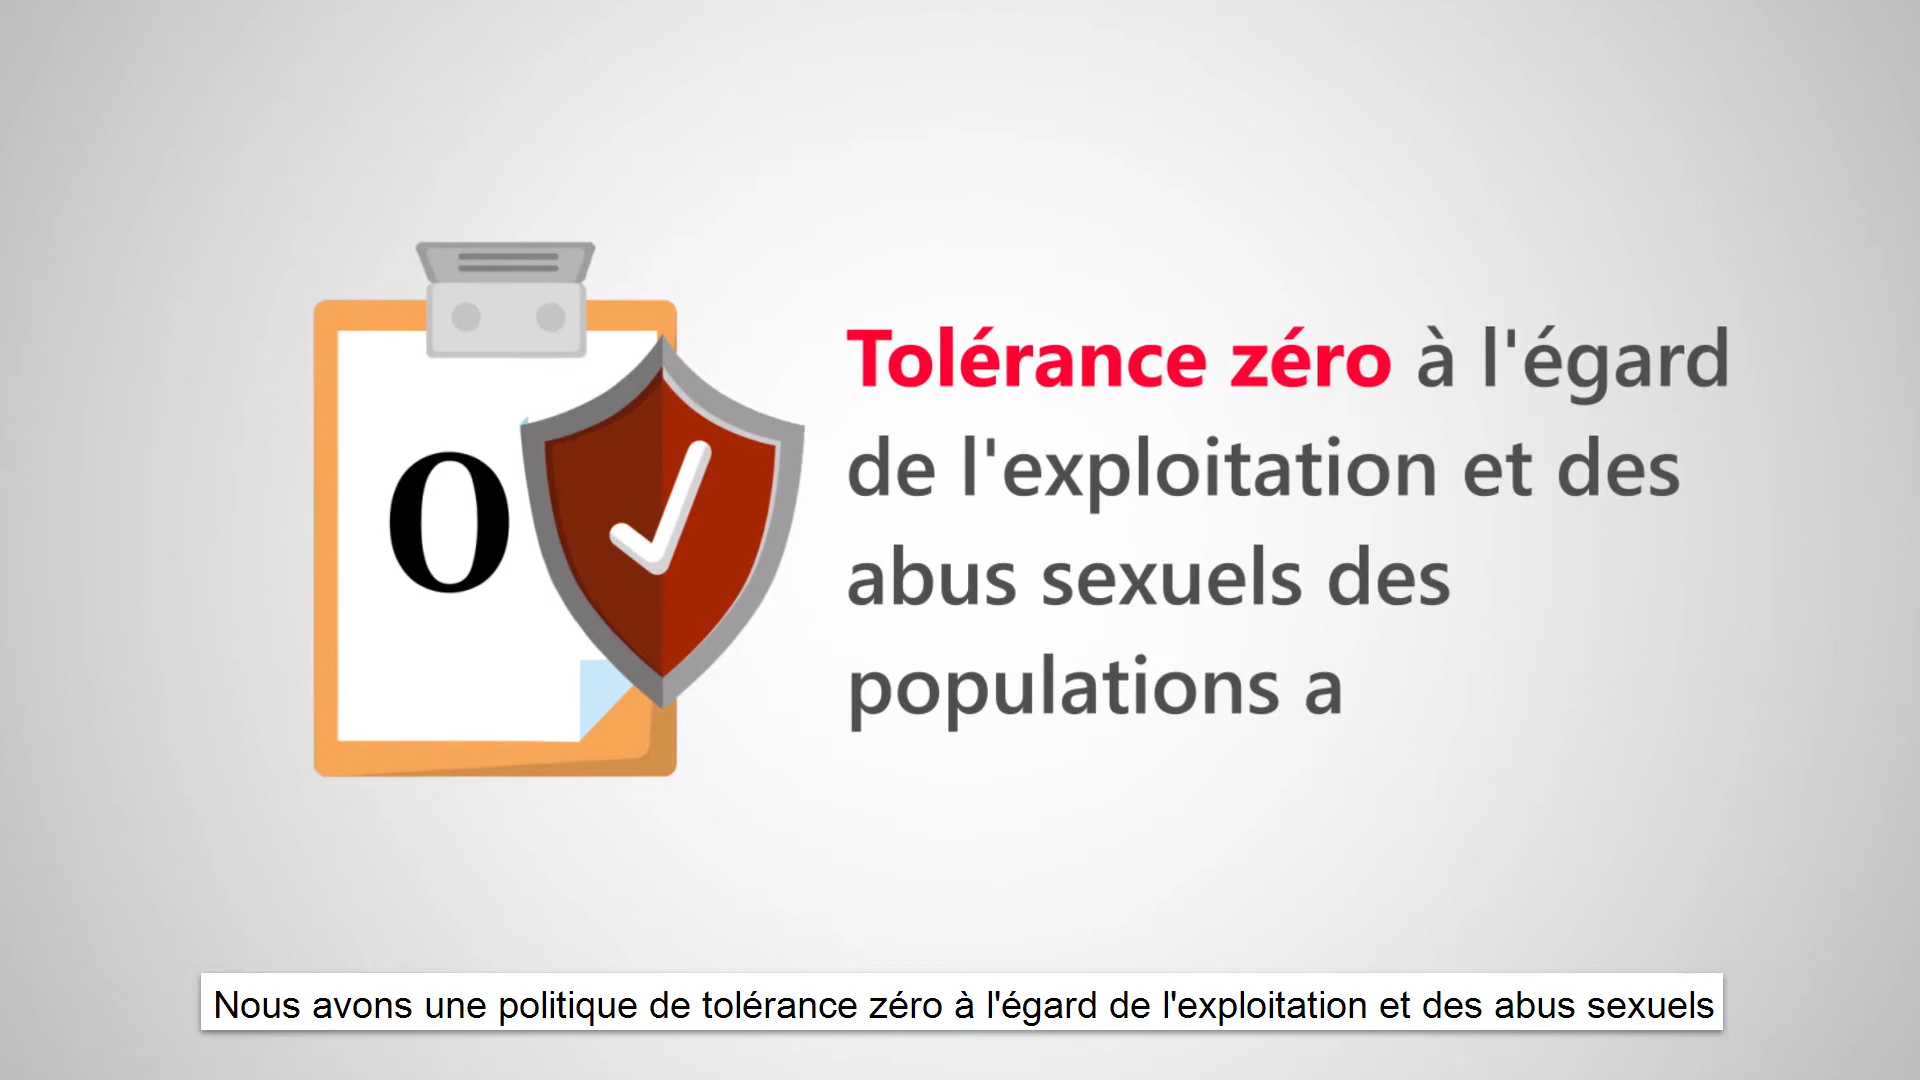 O
Tolérance zéro à l'égard
de l'exploitation et des
abus sexuels des
populations a
Nous avons une politique de tolérance zéro à l'égard de l'exploitation et des abus sexuels